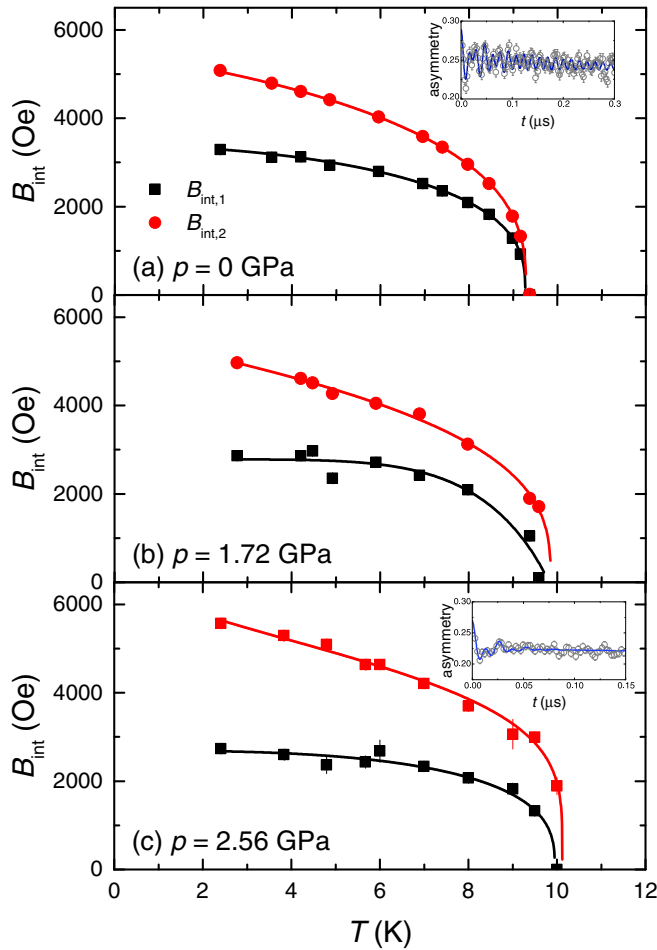 6000
4000
2000
0
B_int (Oe)
B_int,1
B_int,2
(a) p = 0 GPa
asymmetry
0.30
0.25
0.20
0.0 0.1 0.2 0.3
t (μs)
6000
4000
2000
0
B_int (Oe)
(b) p = 1.72 GPa
6000
4000
2000
0
B_int (Oe)
(c) p = 2.56 GPa
asymmetry
0.30
0.25
0.20
0.00 0.05 0.10 0.15
t (μs)
0 2 4 6 8 10 12
T (K)